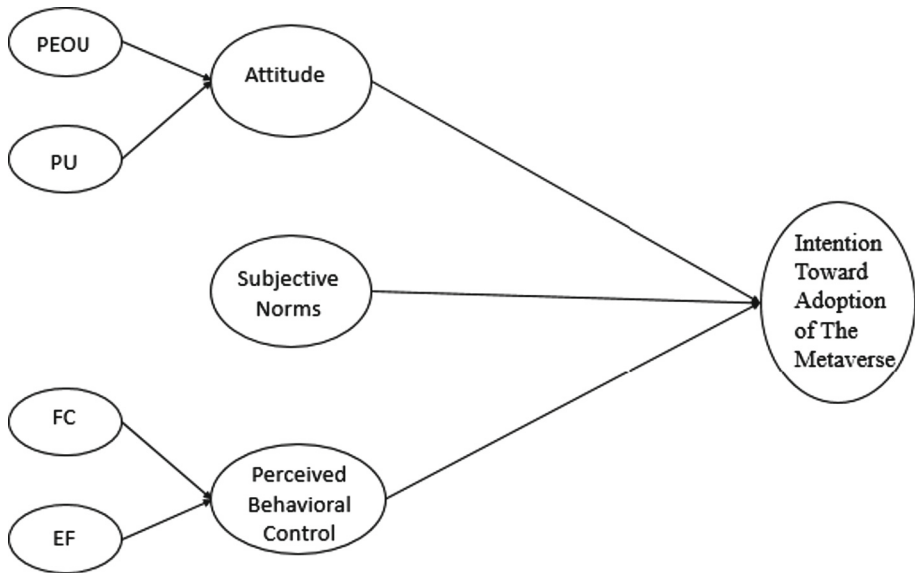 PEOU
Attitude
PU
Subjective
Norms
Intention
Toward
Adoption
of The
Metaverse
FC
Perceived
Behavioral
Control
EF